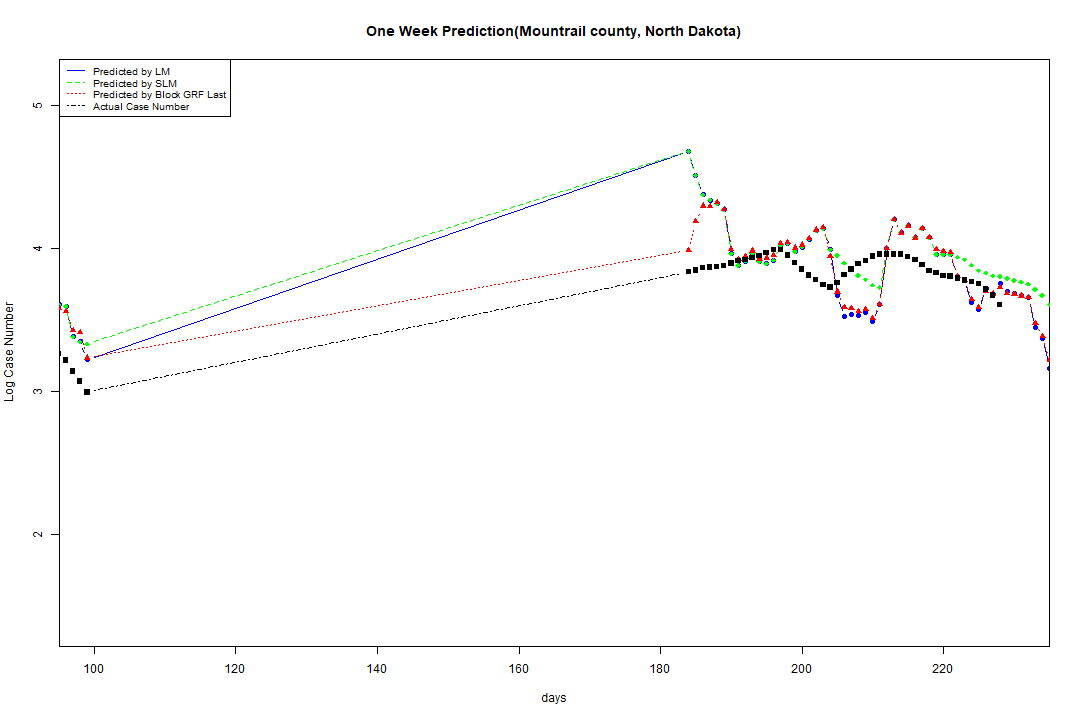 One Week Prediction(Mountrail county, North Dakota)
Predicted by LM
Predicted by SLM
Predicted by Block GRF Last
Actual Case Number
5
4
3
2
Log Case Number
100 120 140 160 180 200 220
days